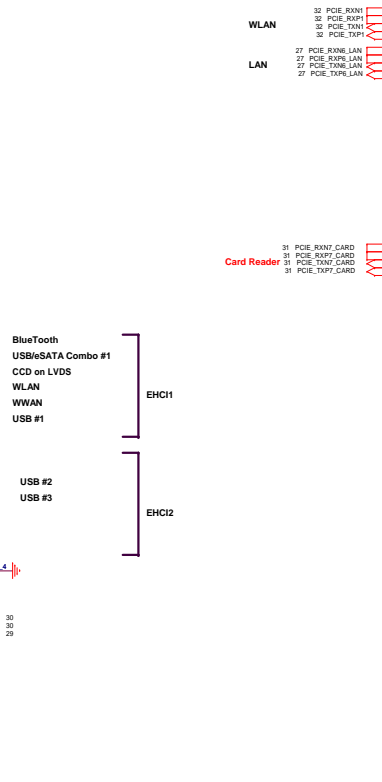 32 PCIE_RXN1
32 PCIE_RXP1
WLAN
32 PCIE_TXN1
32 PCIE_TXP1
27 PCIE_RXN6_LAN
27 PCIE_RXP6_LAN
LAN
27 PCIE_TXN6_LAN
27 PCIE_TXP6_LAN
31 PCIE_RXN7_CARD
31 PCIE_RXP7_CARD
Card Reader 31 PCIE_TXN7_CARD
31 PCIE_TXP7_CARD
BlueTooth
USB/eSATA Combo #1
CCD on LVDS
WLAN
EHCI1
WWAN
USB #1
USB #2
USB #3
EHCI2
4
30
30
29